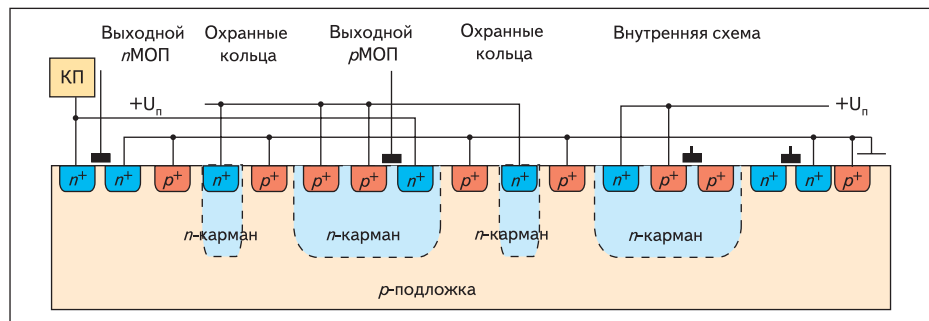 Выходной
nМОП
Охранные
кольца
Выходной
pМОП
Охранные
кольца
Внутренняя схема
КП
+Uп
+Uп
n+ n+ p+ n+ p+ p+ p+ n+ p+ n+ p+ n+ p+ p+ n+ n+ p+
n-карман n-карман n-карман n-карман
p-подложка